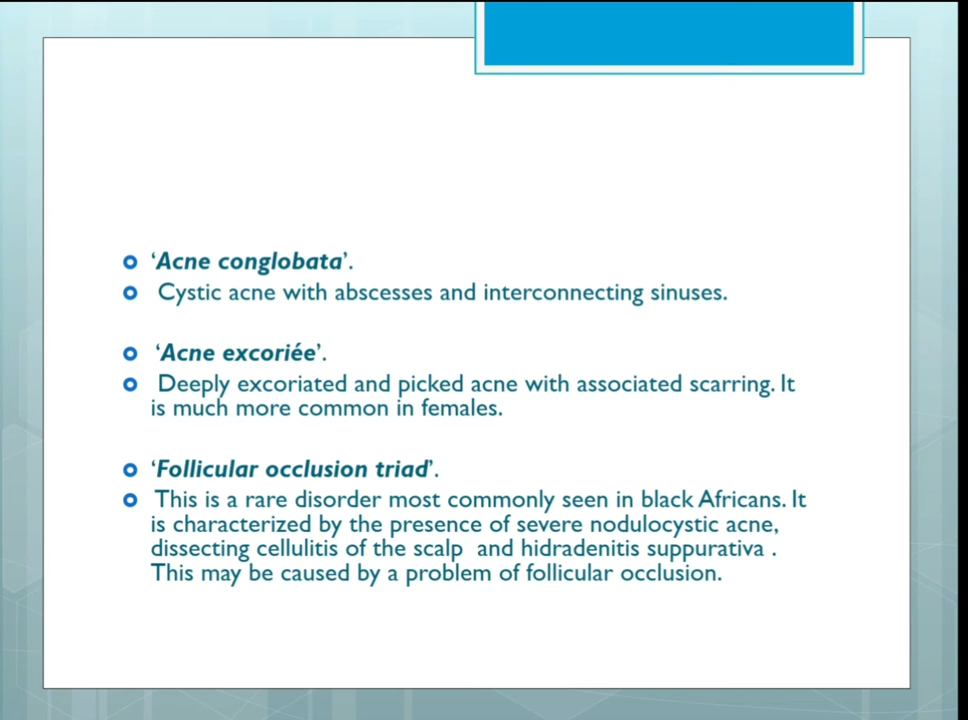 ‘Acne conglobata’.
Cystic acne with abscesses and interconnecting sinuses.
‘Acne excoriée’.
Deeply excoriated and picked acne with associated scarring. It
is much more common in females.
‘Follicular occlusion triad’.
This is a rare disorder most commonly seen in black Africans. It
is characterized by the presence of severe nodulocystic acne,
dissecting cellulitis of the scalp and hidradenitis suppurativa .
This may be caused by a problem of follicular occlusion.